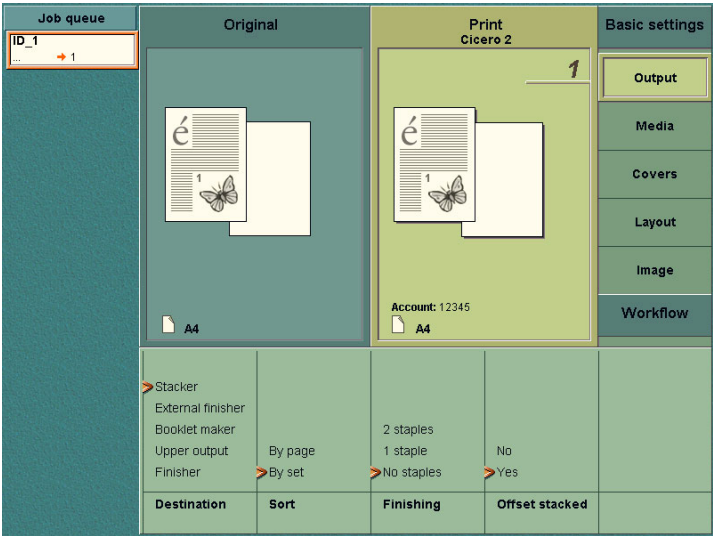 Job queue
ID_1
... 1
Original
Print
Cicero 2
1
é
1
A4
é
1
Account: 12345
A4
Basic settings
Output
Media
Covers
Layout
Image
Workflow
Stacker
External finisher
Booklet maker
Upper output
Finisher
Destination
By page
By set
Sort
2 staples
1 staple
No staples
Finishing
No
Yes
Offset stacked